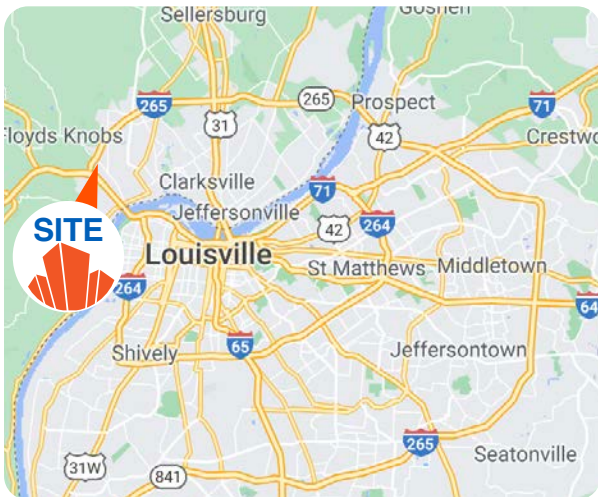 Sellersburg
Goshen
265
265
Prospect
71
31
42
Floyds Knobs
Crestwo
Clarksville
71
Jeffersonville
264
42
SITE
Louisville
St Matthews
Middletown
264
64
65
Shively
Jeffersontown
265
Seatonville
31W
841